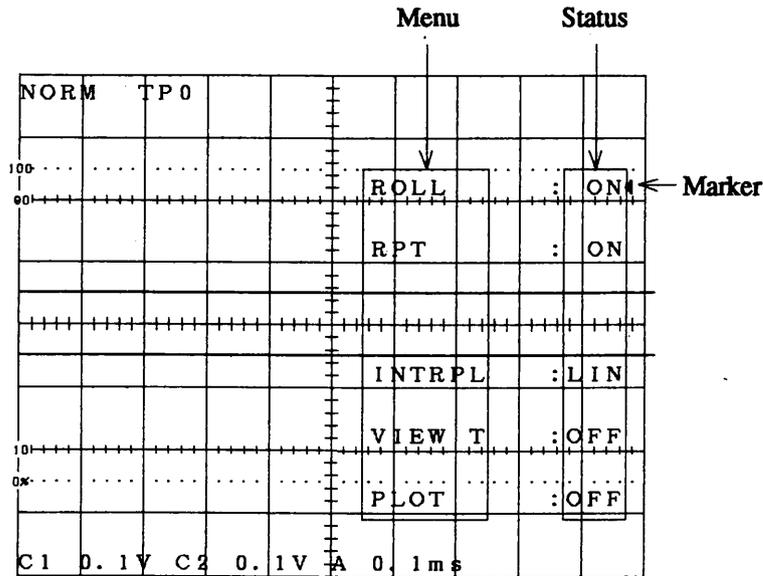 Menu Status
NORM TP0
100
ROLL : ON Marker
90
RPT : ON
INTRPL :LIN
VIEW T :OFF
10
0%
PLOT :OFF
C1 0.1V C2 0.1V A 0.1ms